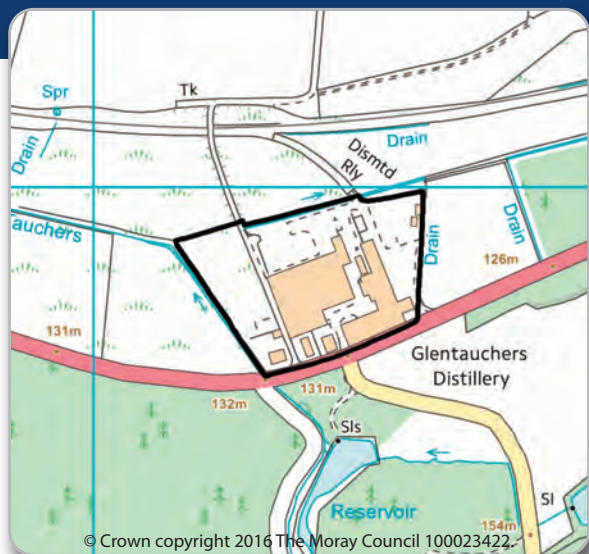 Spr
Tk
Drain
Drain
Dismtd
Rly
auchers
Drain
Drain
126m
131m
Glentauchers
Distillery
131m
132m
Sls
Reservoir
Sl
154m
© Crown copyright 2016 The Moray Council 100023422.